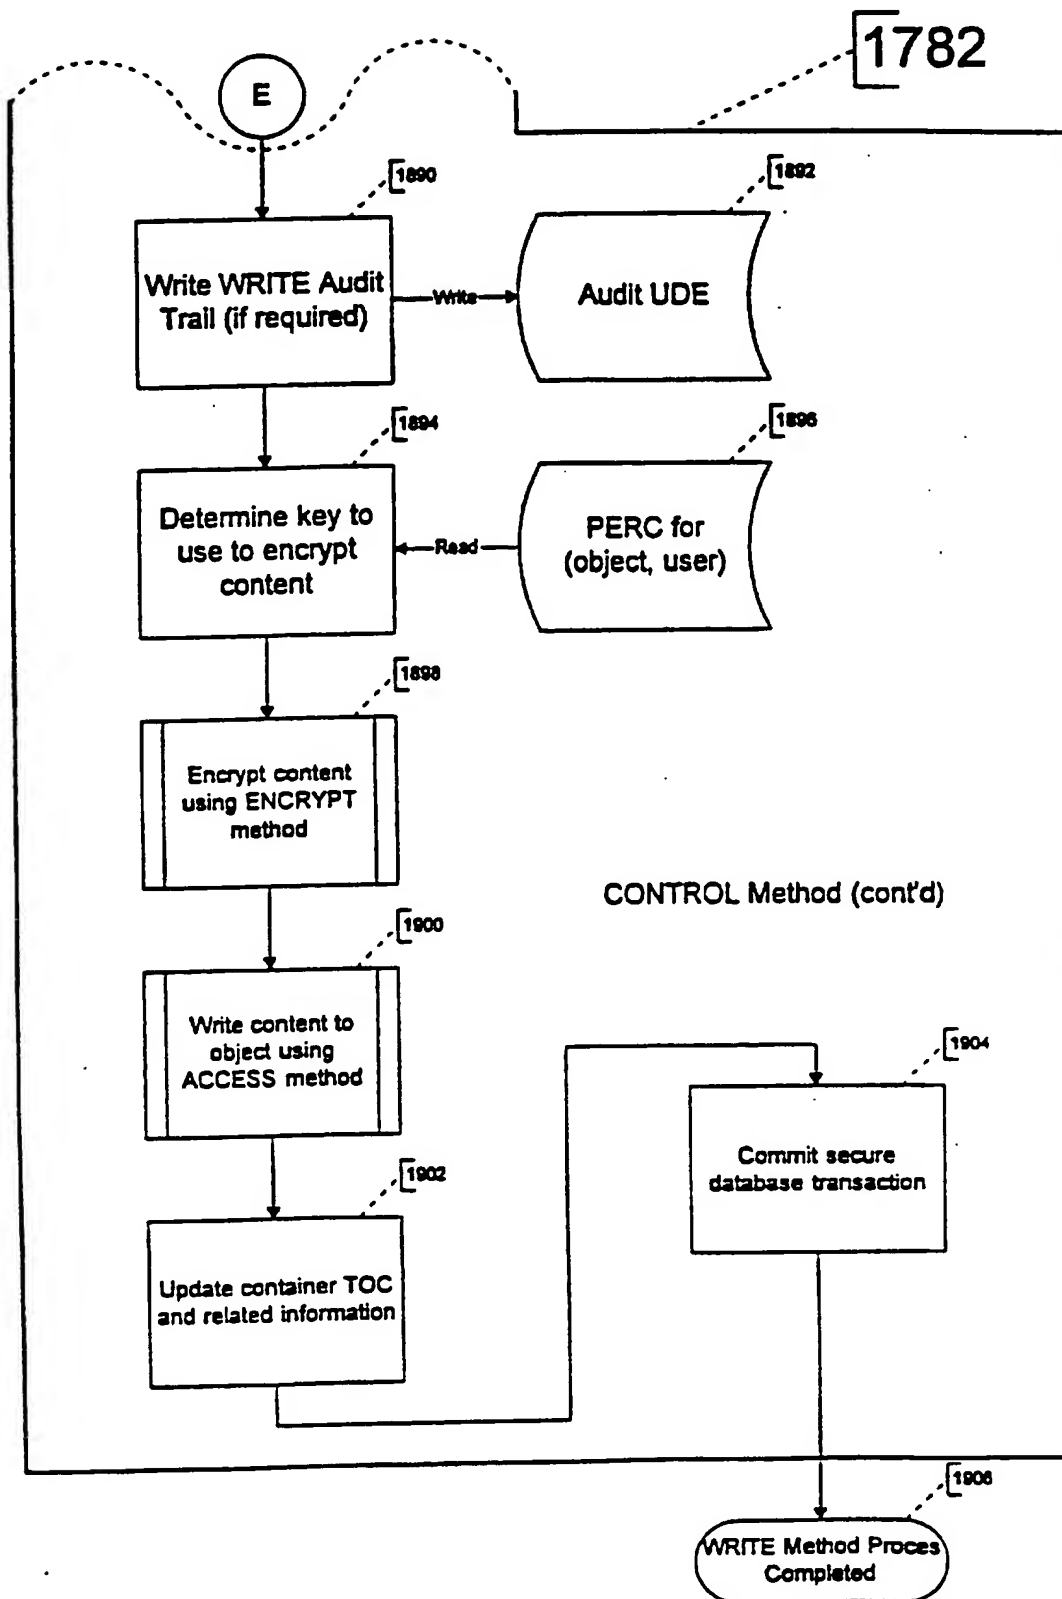 1782
E
1890
1892
Write WRITE Audit
Trail (if required)
Write
Audit UDE
1894
1896
Determine key to
use to encrypt
content
Read
PERC for
(object, user)
1898
Encrypt content
using ENCRYPT
method
CONTROL Method (cont'd)
1900
Write content to
object using
ACCESS method
1904
Commit secure
database transaction
1902
Update container TOC
and related information
1906
WRITE Method Proces
Completed